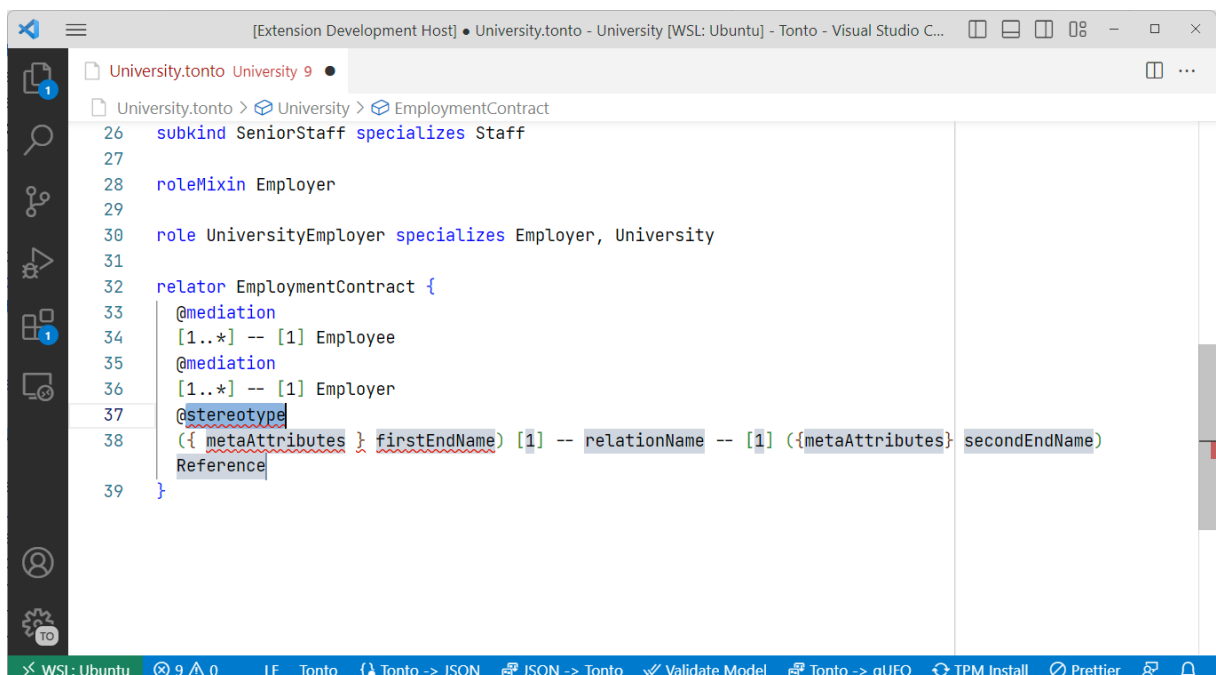 [Extension Development Host] ● University.tonto - University [WSL: Ubuntu] - Tonto - Visual Studio C...
University.tonto University 9 ●
University.tonto > University > EmploymentContract
26 subkind SeniorStaff specializes Staff
27
28 roleMixin Employer
29
30 role UniversityEmployer specializes Employer, University
31
32 relator EmploymentContract {
33 @mediation
34 [1..*] -- [1] Employee
35 @mediation
36 [1..*] -- [1] Employer
37 @stereotype
38 ({ metaAttributes } firstEndName) [1] -- relationName -- [1] ({metaAttributes} secondEndName)
Reference
39 }
1
1
TO
WSL: Ubuntu 9 0 LF Tonto Tonto -> JSON JSON -> Tonto Validate Model Tonto -> gUFO TPM Install Prettier